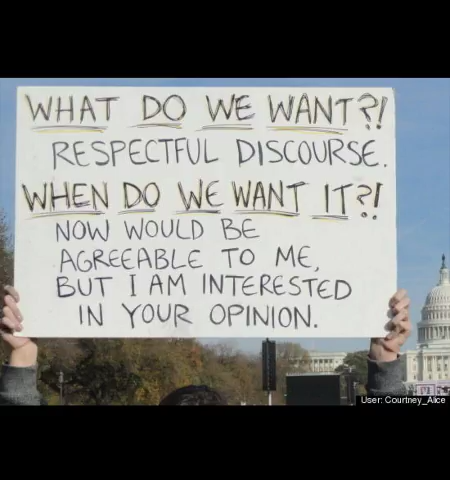 WHAT DO WE WANT?!
RESPECTFUL DISCOURSE.
WHEN DO WE WANT IT?!
NOW WOULD BE
AGREEABLE TO ME,
BUT I AM INTERESTED
IN YOUR OPINION.
User: Courtney_Alice